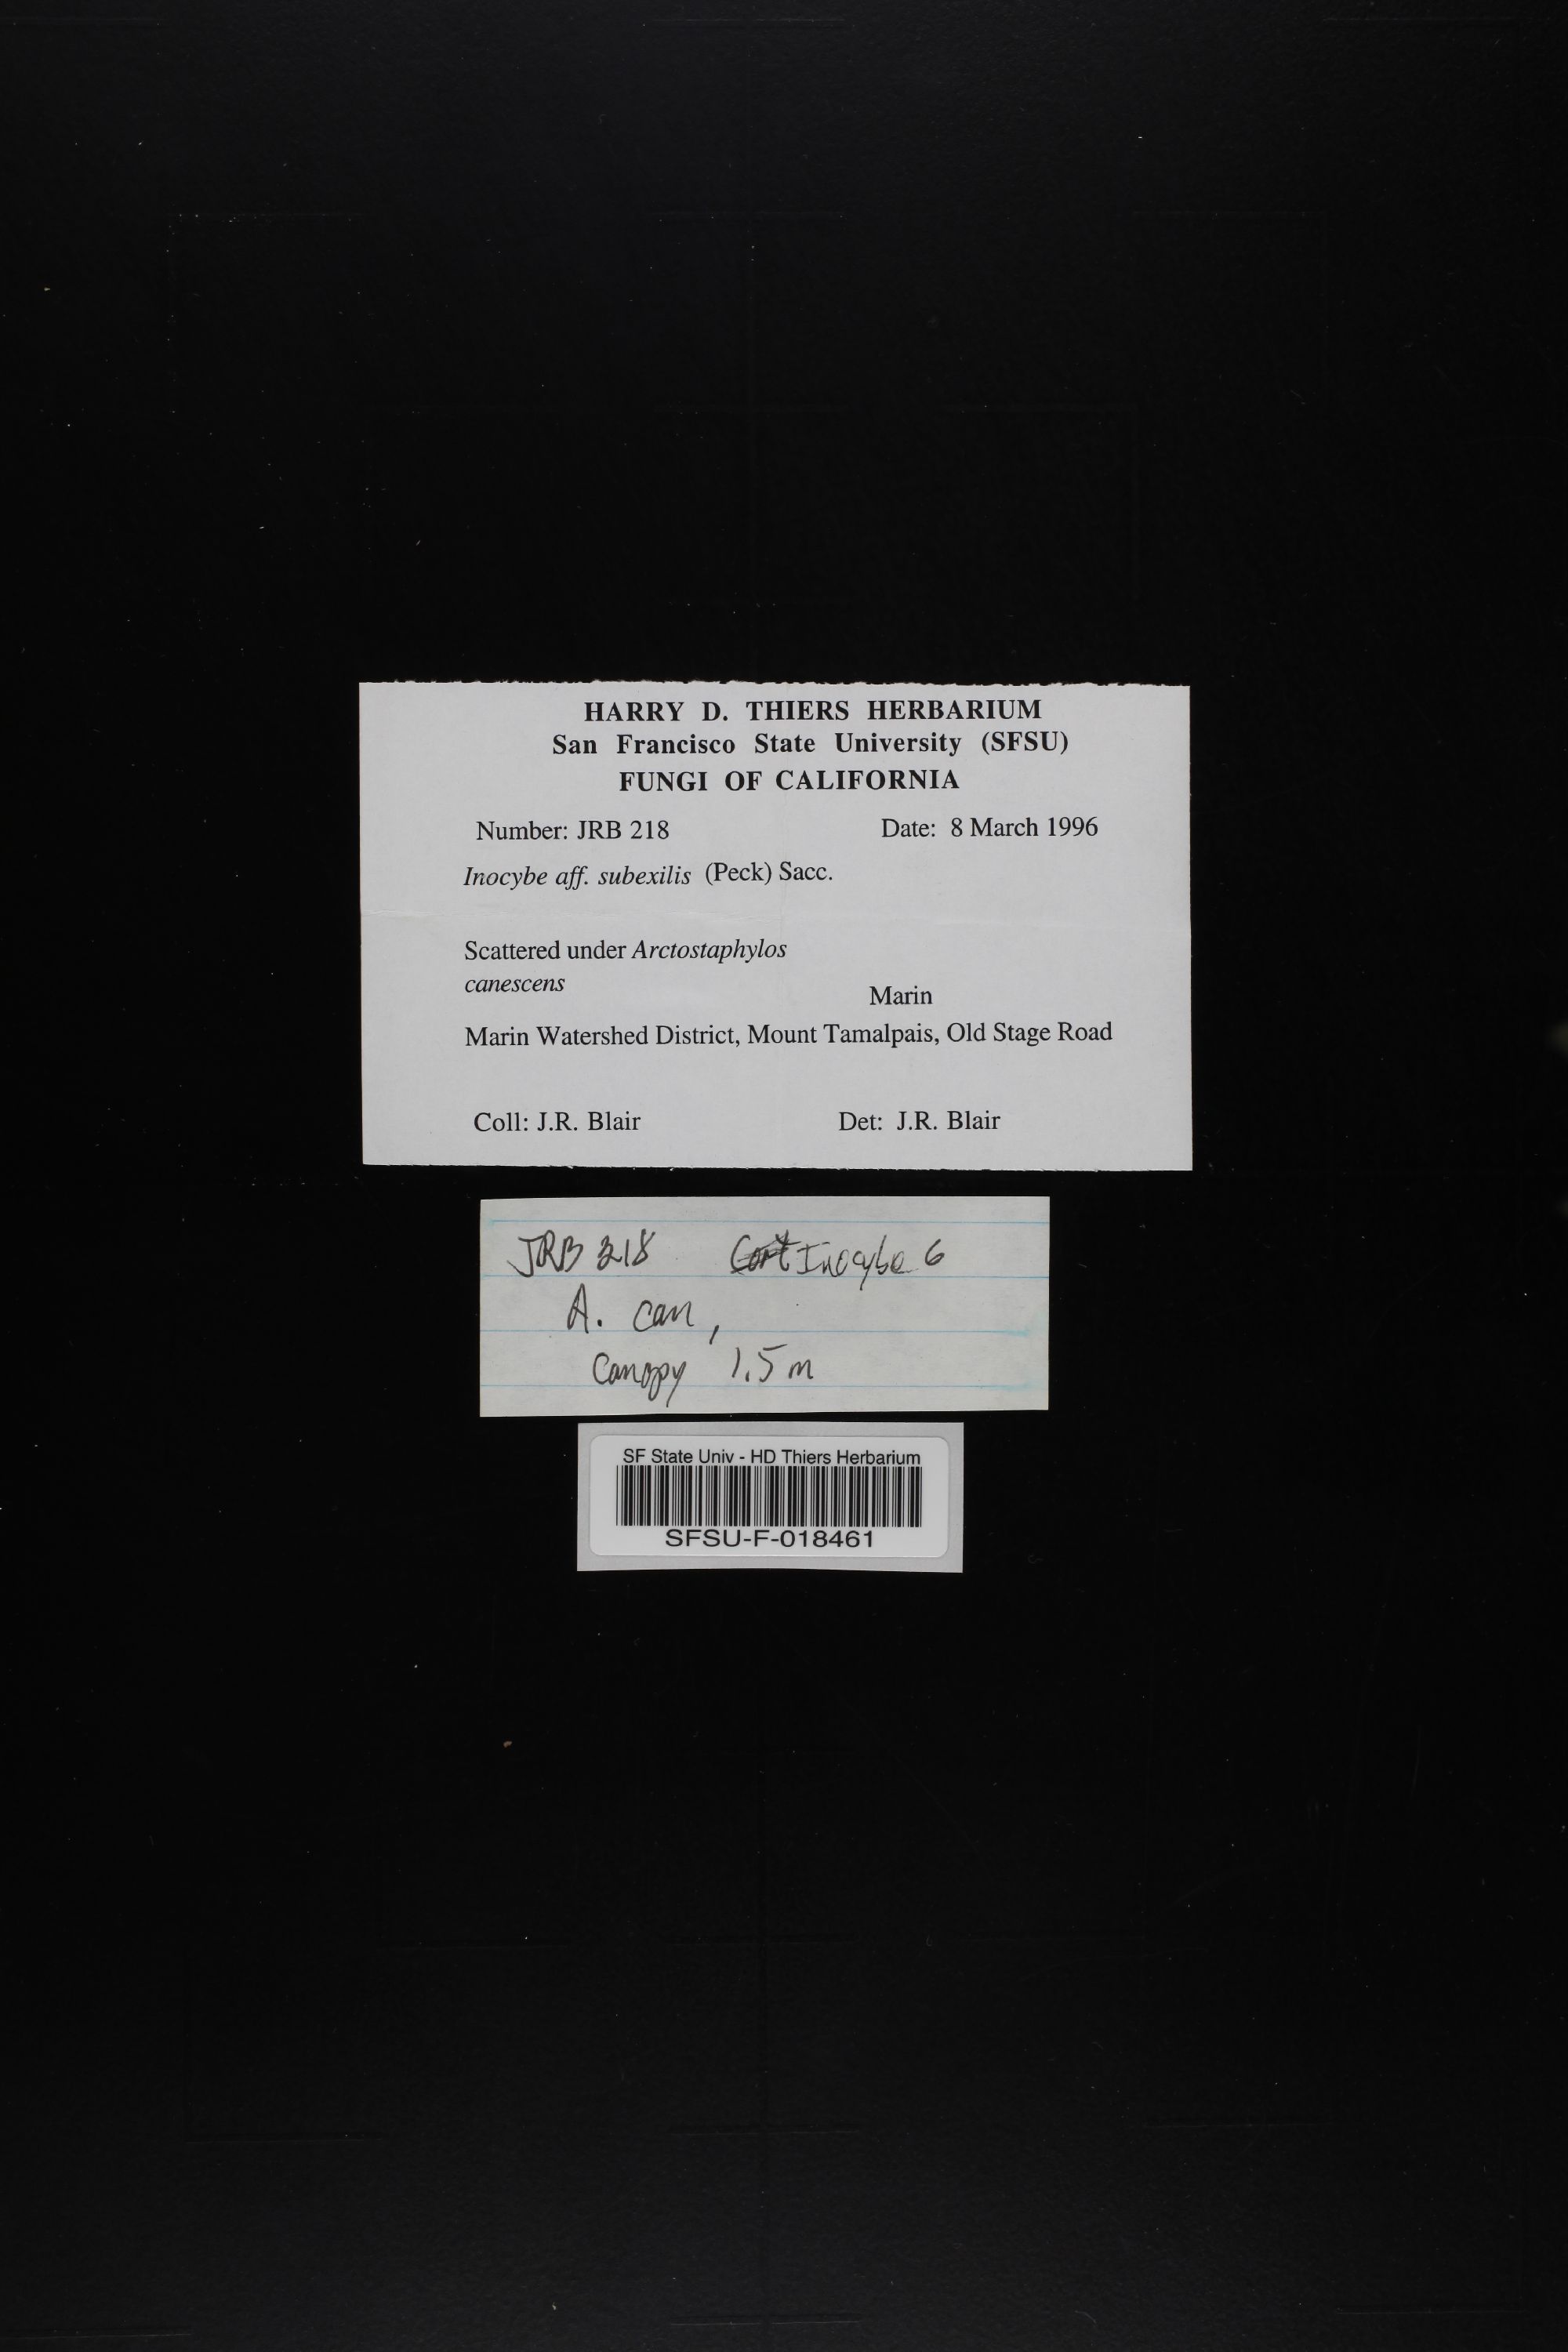 HARRY D. THIERS HERBARIUM
San Francisco State University (SFSU)
FUNGI OF CALIFORNIA
Number: JRB 218 Date: 8 March 1996
Inocybe aff. subexilis (Peck) Sacc.
Scattered under Arctostaphylos
canescens
Marin
Marin Watershed District, Mount Tamalpais, Old Stage Road
Coll: J.R. Blair Det: J.R. Blair
JRB 218 Cort Inocybe 6
A. can,
Canopy 1.5 m
SF State Univ - HD Thiers Herbarium
SFSU-F-018461